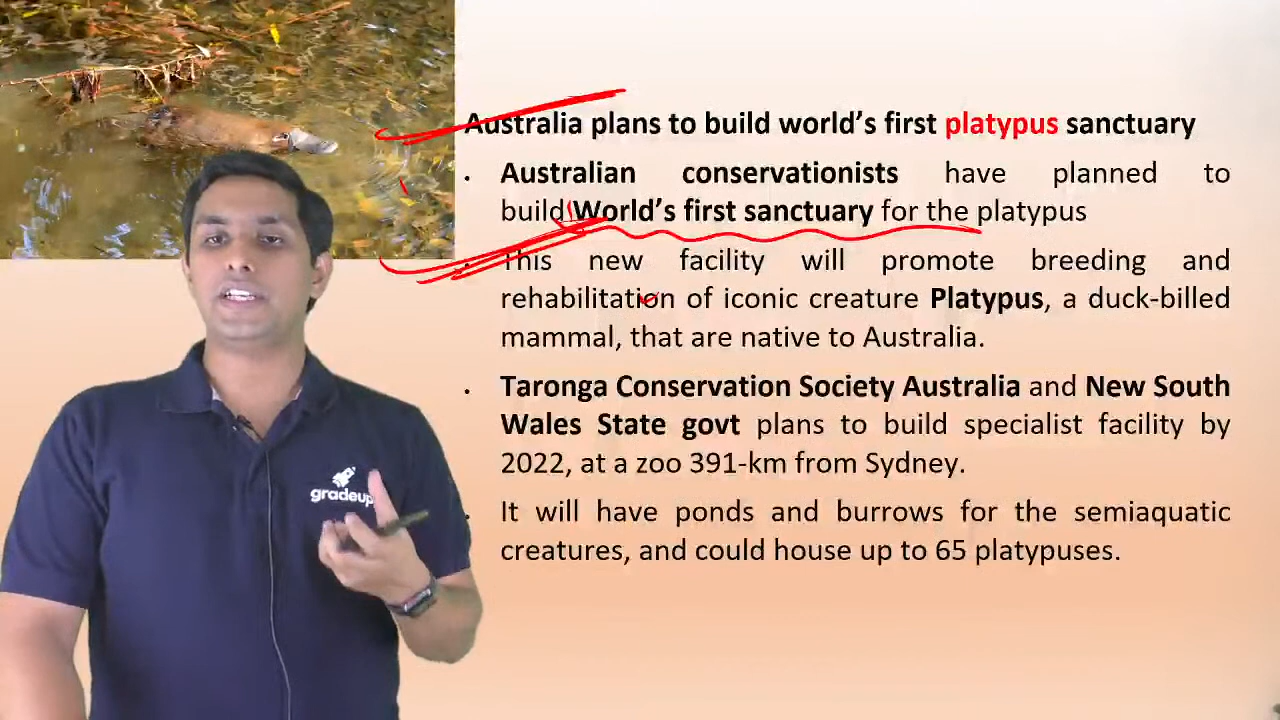 Australia plans to build world's first platypus sanctuary
Australian conservationists have planned to
build World's first sanctuary for the platypus
This new facility will promote breeding and
rehabilitation of iconic creature Platypus, a duck-billed
mammal, that are native to Australia.
Taronga Conservation Society Australia and New South
Wales State govt plans to build specialist facility by
2022, at a zoo 391-km from Sydney.
It will have ponds and burrows for the semiaquatic
creatures, and could house up to 65 platypuses.
gradeup